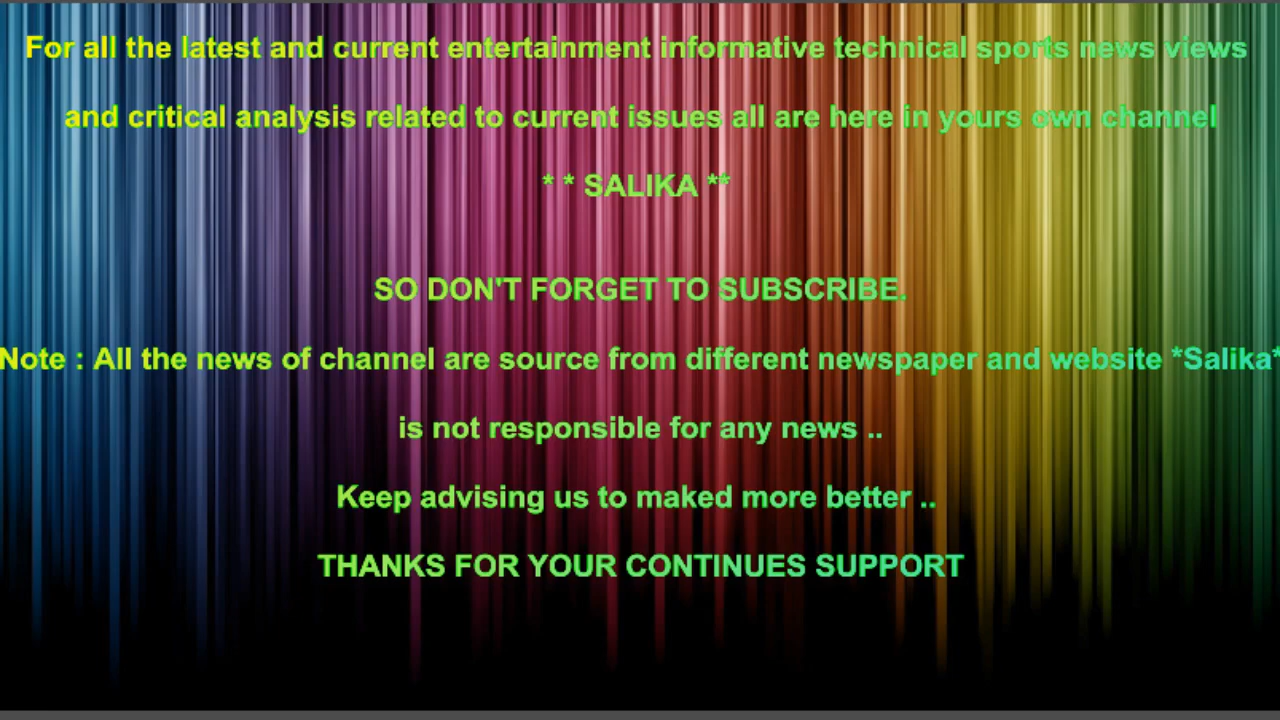 For all the latest and current entertainment informative technical sports news views
and critical analysis related to current issues all are here in yours own channel
* * SALIKA **
SO DON'T FORGET TO SUBSCRIBE.
Note : All the news of channel are source from different newspaper and website *Salika*
is not responsible for any news ..
Keep advising us to maked more better ..
THANKS FOR YOUR CONTINUES SUPPORT